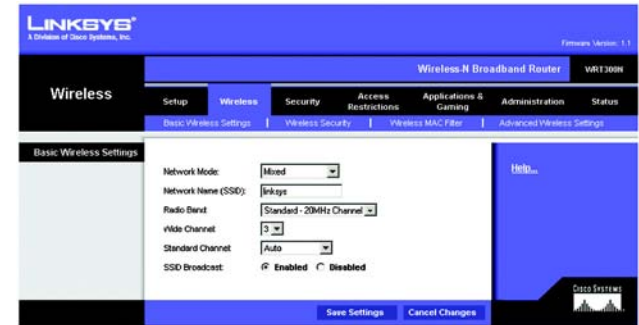 LINKSYS®
A Division of Cisco Systems, Inc.
Firmware Version: 1.1
Wireless-N Broadband Router WRT300N
Wireless
Setup Wireless Security Access Restrictions Applications & Gaming Administration Status
Basic Wireless Settings | Wireless Security | Wireless MAC Filter | Advanced Wireless Settings
Basic Wireless Settings
Network Mode: Mixed
Network Name (SSID): linksys
Radio Band: Standard - 20MHz Channel
Wide Channel: 3
Standard Channel: Auto
SSID Broadcast: Enabled Disabled
Help...
Save Settings Cancel Changes
CISCO SYSTEMS